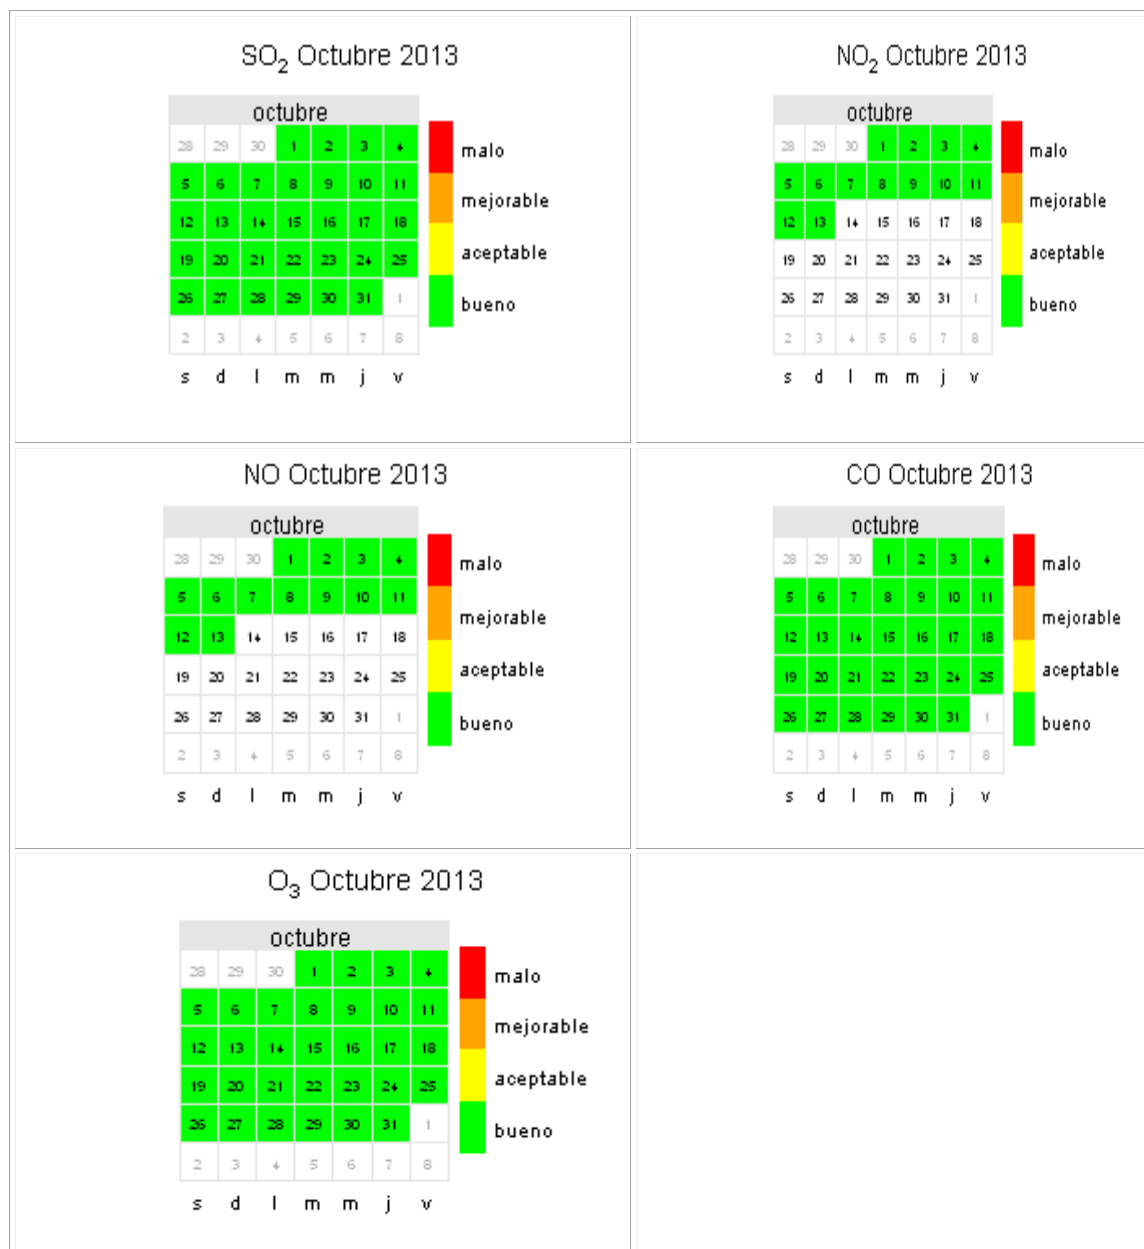 SO2 Octubre 2013
octubre
28 29 30 1 2 3 4
5 6 7 8 9 10 11
12 13 14 15 16 17 18
19 20 21 22 23 24 25
26 27 28 29 30 31 1
2 3 4 5 6 7 8
s d l m m j v
malo
mejorable
aceptable
bueno
NO2 Octubre 2013
octubre
28 29 30 1 2 3 4
5 6 7 8 9 10 11
12 13 14 15 16 17 18
19 20 21 22 23 24 25
26 27 28 29 30 31 1
2 3 4 5 6 7 8
s d l m m j v
malo
mejorable
aceptable
bueno
NO Octubre 2013
octubre
28 29 30 1 2 3 4
5 6 7 8 9 10 11
12 13 14 15 16 17 18
19 20 21 22 23 24 25
26 27 28 29 30 31 1
2 3 4 5 6 7 8
s d l m m j v
malo
mejorable
aceptable
bueno
CO Octubre 2013
octubre
28 29 30 1 2 3 4
5 6 7 8 9 10 11
12 13 14 15 16 17 18
19 20 21 22 23 24 25
26 27 28 29 30 31 1
2 3 4 5 6 7 8
s d l m m j v
malo
mejorable
aceptable
bueno
O3 Octubre 2013
octubre
28 29 30 1 2 3 4
5 6 7 8 9 10 11
12 13 14 15 16 17 18
19 20 21 22 23 24 25
26 27 28 29 30 31 1
2 3 4 5 6 7 8
s d l m m j v
malo
mejorable
aceptable
bueno